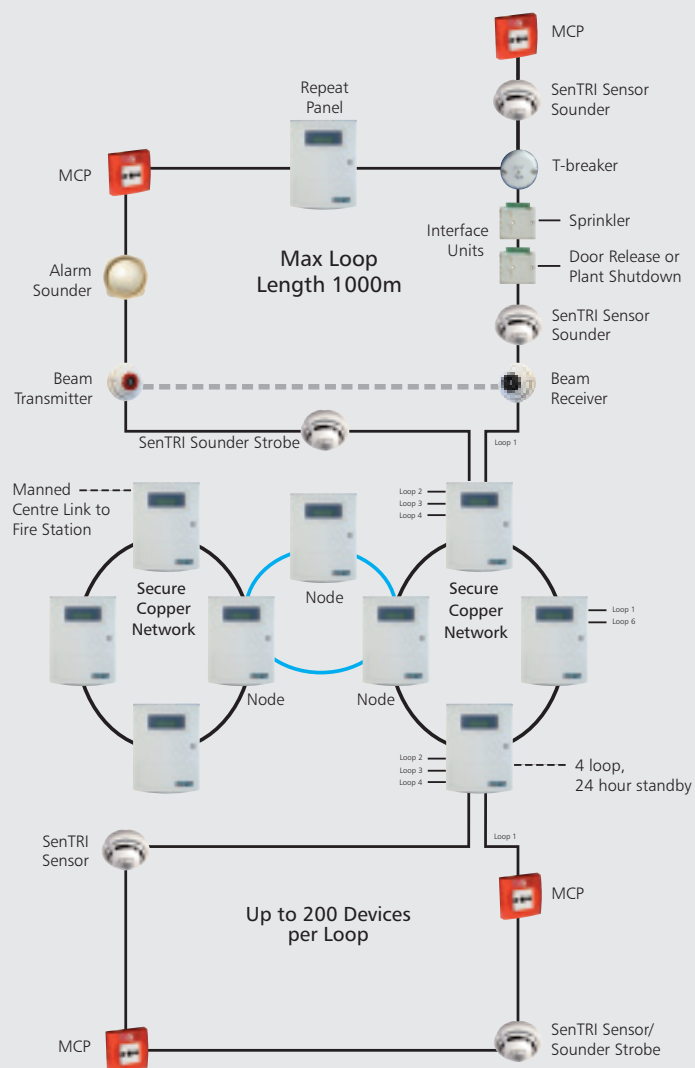 MCP
SenTRI Sensor
Sounder
Repeat
Panel
T-breaker
MCP
Interface
Units
Sprinkler
Door Release or
Plant Shutdown
Max Loop
Length 1000m
Alarm
Sounder
SenTRI Sensor
Sounder
Beam
Transmitter
Beam
Receiver
SenTRI Sounder Strobe
Loop 1
Manned
Centre Link to
Fire Station
Loop 2
Loop 3
Loop 4
Secure
Copper
Network
Node
Secure
Copper
Network
Loop 1
Loop 6
Node
Node
Loop 2
Loop 3
Loop 4
4 loop,
24 hour standby
SenTRI
Sensor
Loop 1
MCP
Up to 200 Devices
per Loop
MCP
SenTRI Sensor/
Sounder Strobe